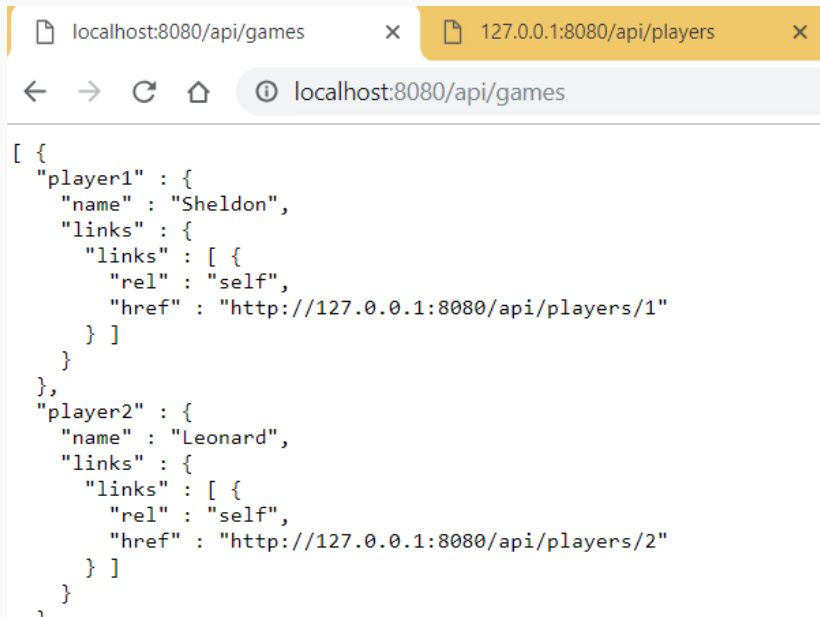 localhost:8080/api/games
127.0.0.1:8080/api/players
localhost:8080/api/games
[ {
  "player1" : {
    "name" : "Sheldon",
    "links" : {
      "links" : [ {
        "rel" : "self",
        "href" : "http://127.0.0.1:8080/api/players/1"
      } ]
    }
  },
  "player2" : {
    "name" : "Leonard",
    "links" : {
      "links" : [ {
        "rel" : "self",
        "href" : "http://127.0.0.1:8080/api/players/2"
      } ]
    }
  }